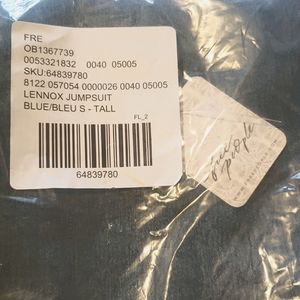 FRE
OB1367739
0053321832 0040 05005
SKU:64839780
8122 057054 0000026 0040 05005
LENNOX JUMPSUIT
BLUE/BLEU S - TALL
FL_2
64839780
free
people